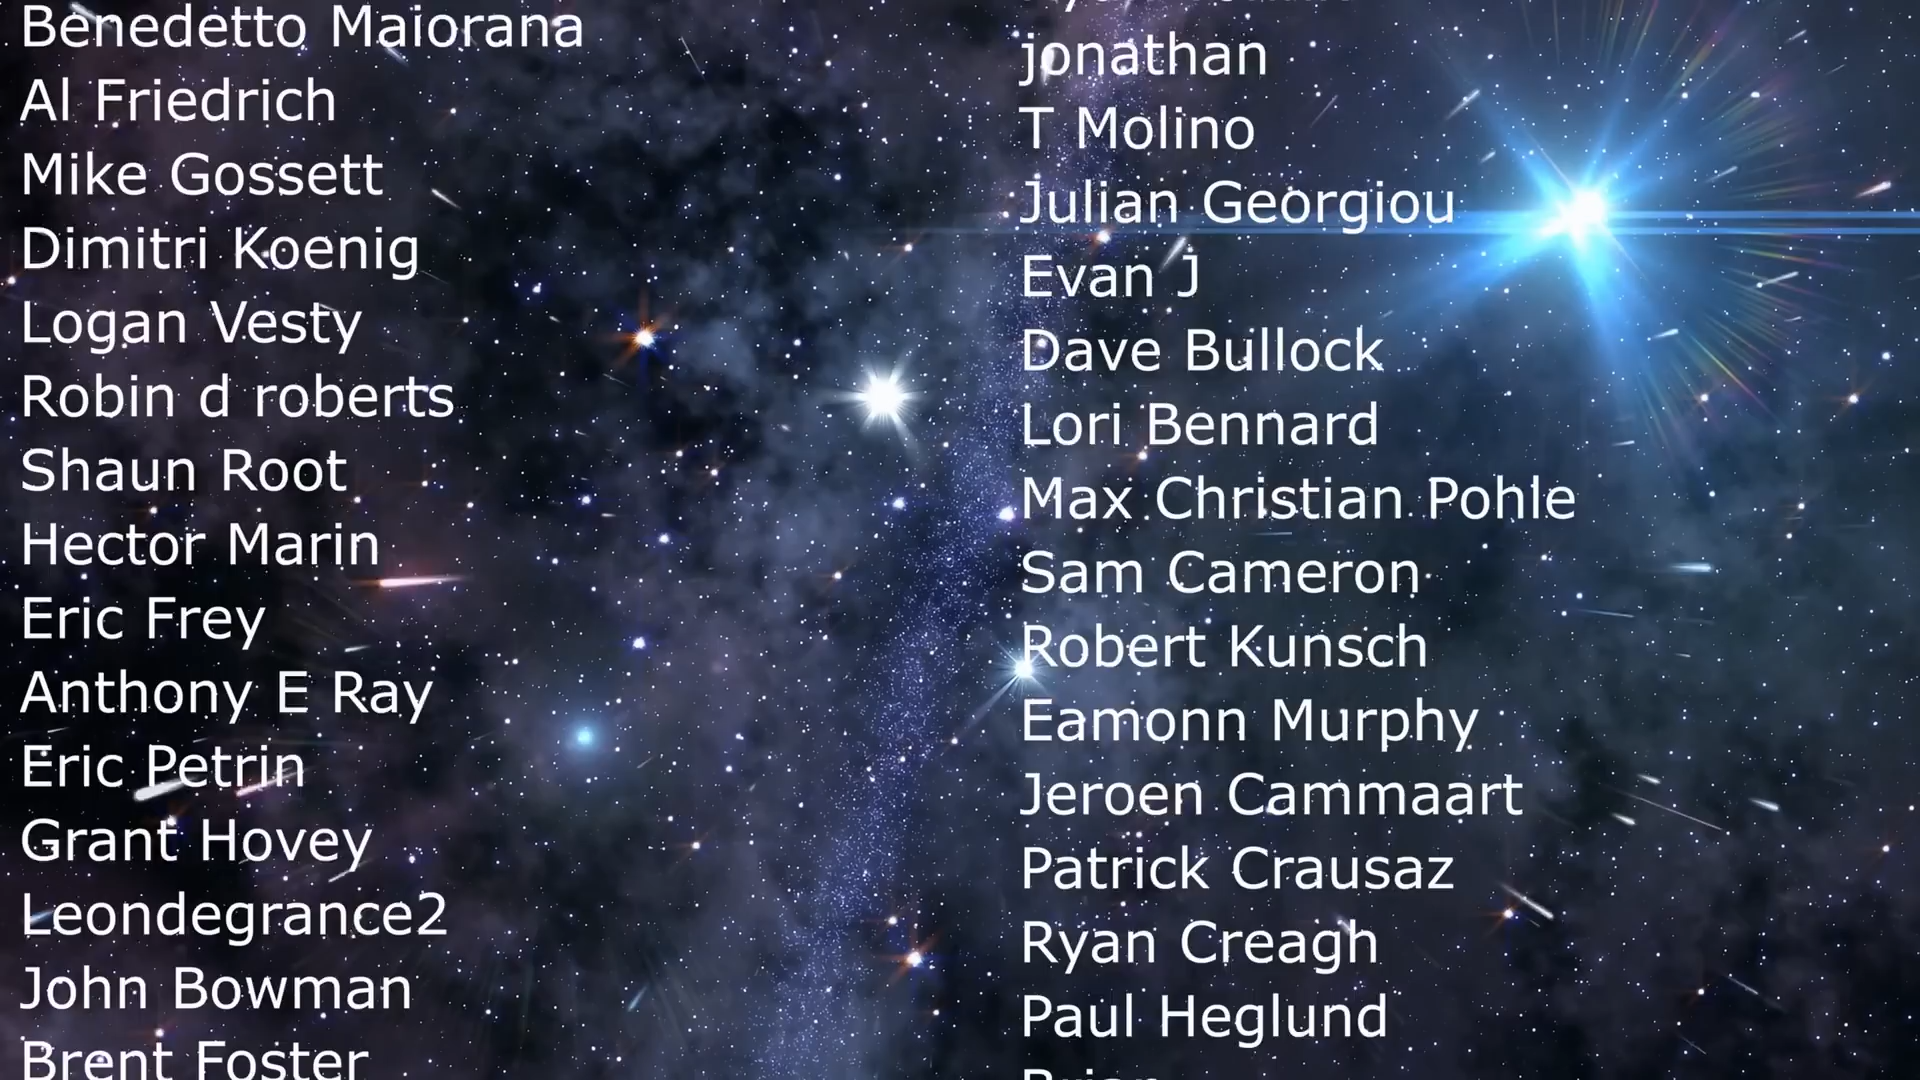 Benedetto Maiorana
Al Friedrich
Mike Gossett
Dimitri Koenig
Logan Vesty
Robin d roberts
Shaun Root
Hector Marin
Eric Frey
Anthony E Ray
Eric Petrin
Grant Hovey
Leondegrance2
John Bowman
Brent Foster
jonathan
T Molino
Julian Georgiou
Evan J
Dave Bullock
Lori Bennard
Max Christian Pohle
Sam Cameron
Robert Kunsch
Eamonn Murphy
Jeroen Cammaart
Patrick Crausaz
Ryan Creagh
Paul Heglund